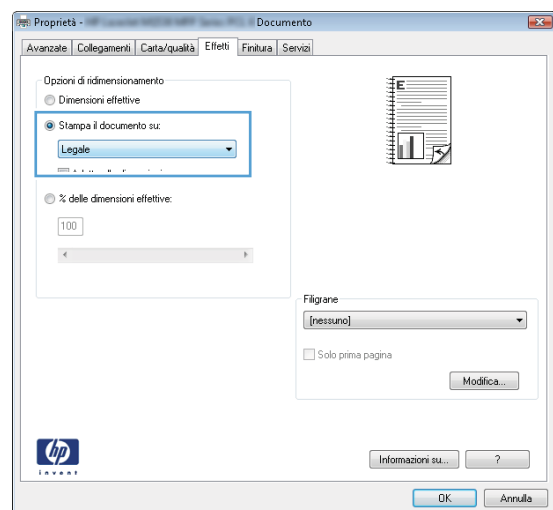 Proprietà -
Documento
Avanzate Collegamenti Carta/qualità Effetti Finitura Servizi
Opzioni di ridimensionamento
Dimensioni effettive
Stampa il documento su:
Legale
% delle dimensioni effettive:
100
E
Filigrane
[nessuno]
Solo prima pagina
Modifica...
hp
invent
Informazioni su... ?
OK Annulla